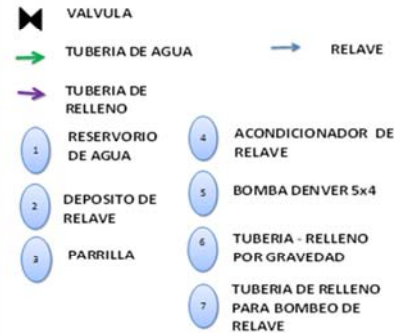 VALVULA
TUBERIA DE AGUA
RELAVE
TUBERIA DE
RELLENO
1
RESERVORIO
DE AGUA
2
DEPOSITO DE
RELAVE
3
PARRILLA
4
ACONDICIONADOR DE
RELAVE
5
BOMBA DENVER 5x4
6
TUBERIA - RELLENO
POR GRAVEDAD
7
TUBERIA DE RELLENO
PARA BOMBEO DE
RELAVE